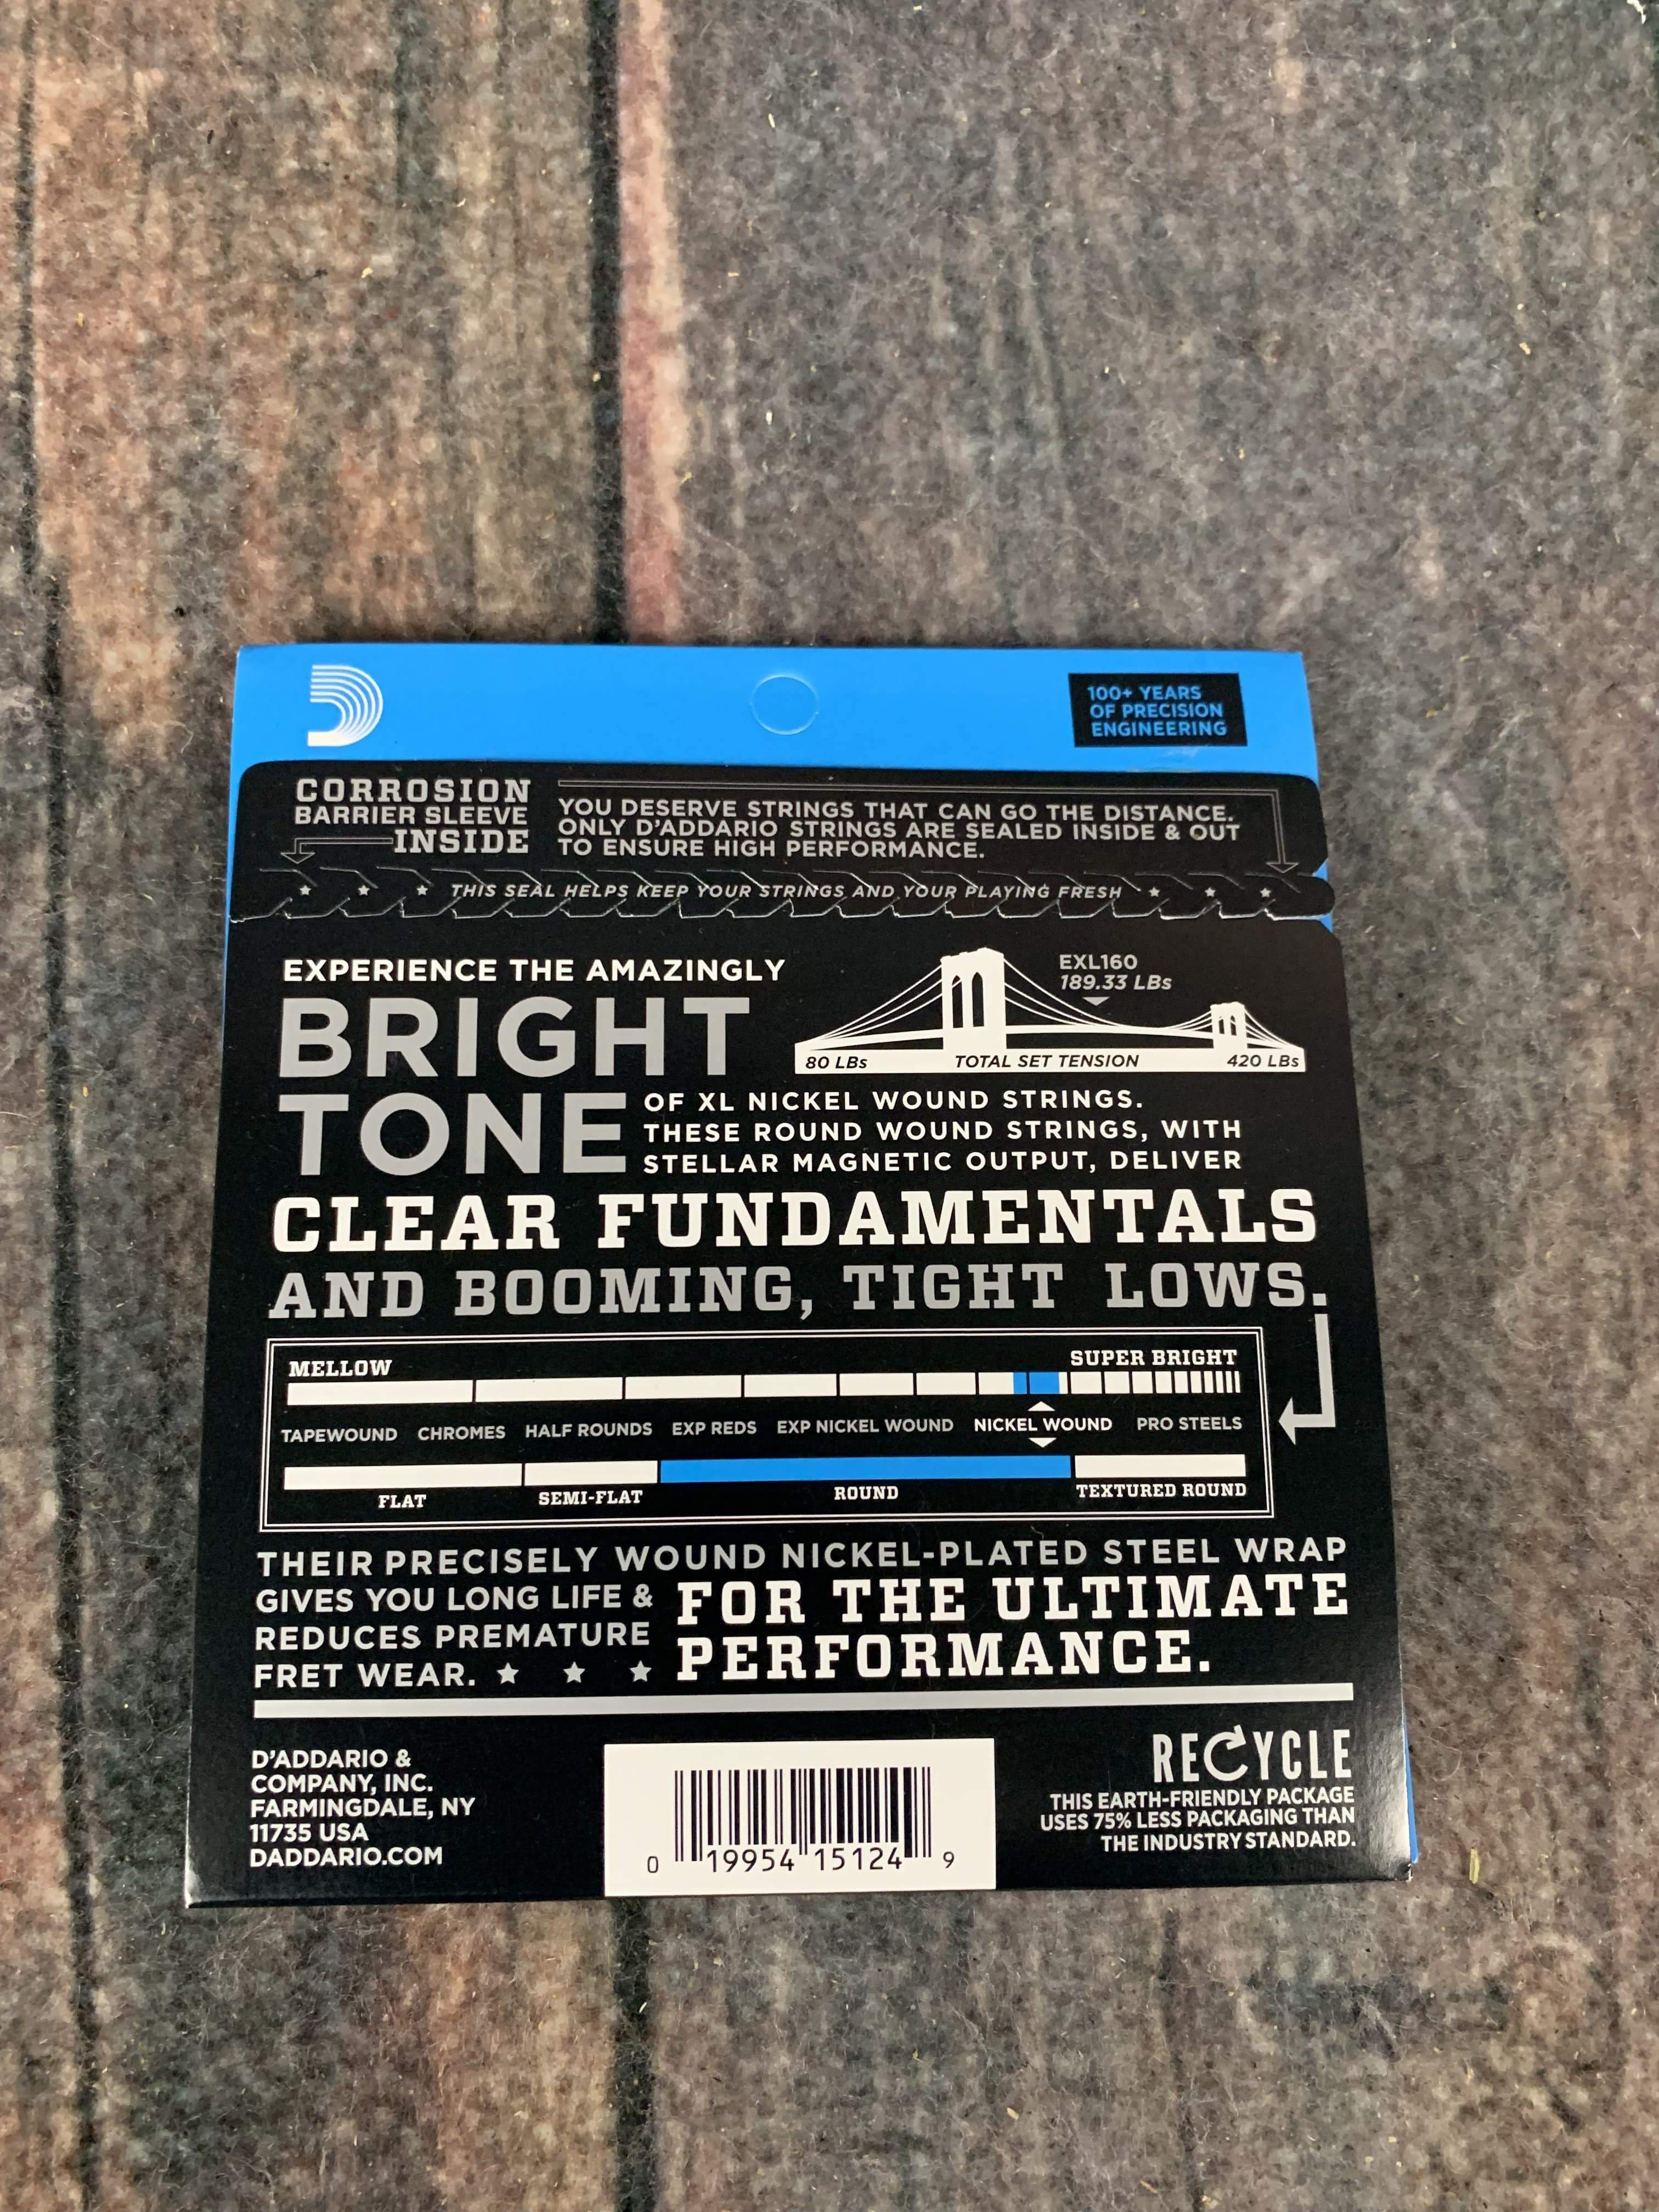 100+ YEARS
OF PRECISION
ENGINEERING
CORROSION
BARRIER SLEEVE
INSIDE
YOU DESERVE STRINGS THAT CAN GO THE DISTANCE.
ONLY D'ADDARIO STRINGS ARE SEALED INSIDE & OUT
TO ENSURE HIGH PERFORMANCE.
THIS SEAL HELPS KEEP YOUR STRINGS AND YOUR PLAYING FRESH
EXPERIENCE THE AMAZINGLY
BRIGHT
TONE
EXL160
189.33 LBs
80 LBs TOTAL SET TENSION 420 LBs
OF XL NICKEL WOUND STRINGS.
THESE ROUND WOUND STRINGS, WITH
STELLAR MAGNETIC OUTPUT, DELIVER
CLEAR FUNDAMENTALS
AND BOOMING, TIGHT LOWS.
MELLOW SUPER BRIGHT
TAPEWOUND CHROMES HALF ROUNDS EXP REDS EXP NICKEL WOUND NICKEL WOUND PRO STEELS
FLAT SEMI-FLAT ROUND TEXTURED ROUND
THEIR PRECISELY WOUND NICKEL-PLATED STEEL WRAP
GIVES YOU LONG LIFE &
REDUCES PREMATURE
FRET WEAR.
FOR THE ULTIMATE
PERFORMANCE.
D'ADDARIO &
COMPANY, INC.
FARMINGDALE, NY
11735 USA
DADDARIO.COM
0 19954 15124 9
RECYCLE
THIS EARTH-FRIENDLY PACKAGE
USES 75% LESS PACKAGING THAN
THE INDUSTRY STANDARD.